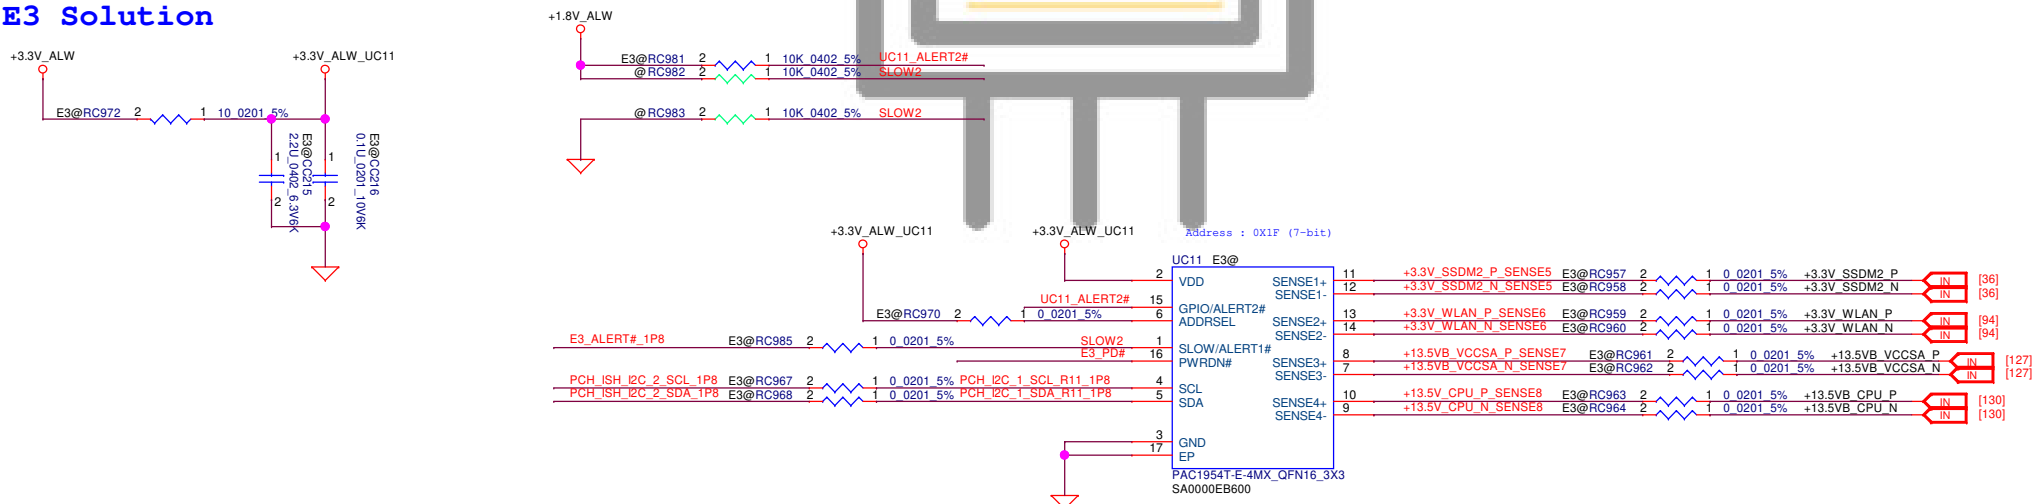 E3 Solution
+3.3V_ALW
+3.3V_ALW_UC11
E3@RC972 2 1 10_0201_5%
1
2
E3@CC215
2.2U_0402_6.3V6K
1
2
E3@CC216
0.1U_0201_10V6K
+1.8V_ALW
E3@RC981 2 1 10K_0402_5% UC11_ALERT2#
@RC982 2 1 10K_0402_5% SLOW2
@RC983 2 1 10K_0402_5% SLOW2
+3.3V_ALW_UC11
+3.3V_ALW_UC11
Address : 0X1F (7-bit)
UC11 E3@
2 VDD
UC11_ALERT2# 15 GPIO/ALERT2#
E3@RC970 2 1 0_0201_5% 6 ADDRSEL
E3_ALERT#_1P8 E3@RC985 2 1 0_0201_5% SLOW2 1 SLOW/ALERT1#
E3_PD# 16 PWRDN#
PCH_ISH_I2C_2_SCL_1P8 E3@RC967 2 1 0_0201_5% PCH_I2C_1_SCL_R11_1P8 4 SCL
PCH_ISH_I2C_2_SDA_1P8 E3@RC968 2 1 0_0201_5% PCH_I2C_1_SDA_R11_1P8 5 SDA
3 GND
17 EP
SENSE1+ 11 +3.3V_SSDM2_P_SENSE5 E3@RC957 2 1 0_0201_5% +3.3V_SSDM2_P IN [36]
SENSE1- 12 +3.3V_SSDM2_N_SENSE5 E3@RC958 2 1 0_0201_5% +3.3V_SSDM2_N IN [36]
SENSE2+ 13 +3.3V_WLAN_P_SENSE6 E3@RC959 2 1 0_0201_5% +3.3V_WLAN_P IN [94]
SENSE2- 14 +3.3V_WLAN_N_SENSE6 E3@RC960 2 1 0_0201_5% +3.3V_WLAN_N IN [94]
SENSE3+ 8 +13.5VB_VCCSA_P_SENSE7 E3@RC961 2 1 0_0201_5% +13.5VB_VCCSA_P IN [127]
SENSE3- 7 +13.5VB_VCCSA_N_SENSE7 E3@RC962 2 1 0_0201_5% +13.5VB_VCCSA_N IN [127]
SENSE4+ 10 +13.5V_CPU_P_SENSE8 E3@RC963 2 1 0_0201_5% +13.5VB_CPU_P IN [130]
SENSE4- 9 +13.5V_CPU_N_SENSE8 E3@RC964 2 1 0_0201_5% +13.5VB_CPU_N IN [130]
PAC1954T-E-4MX_QFN16_3X3
SA0000EB600